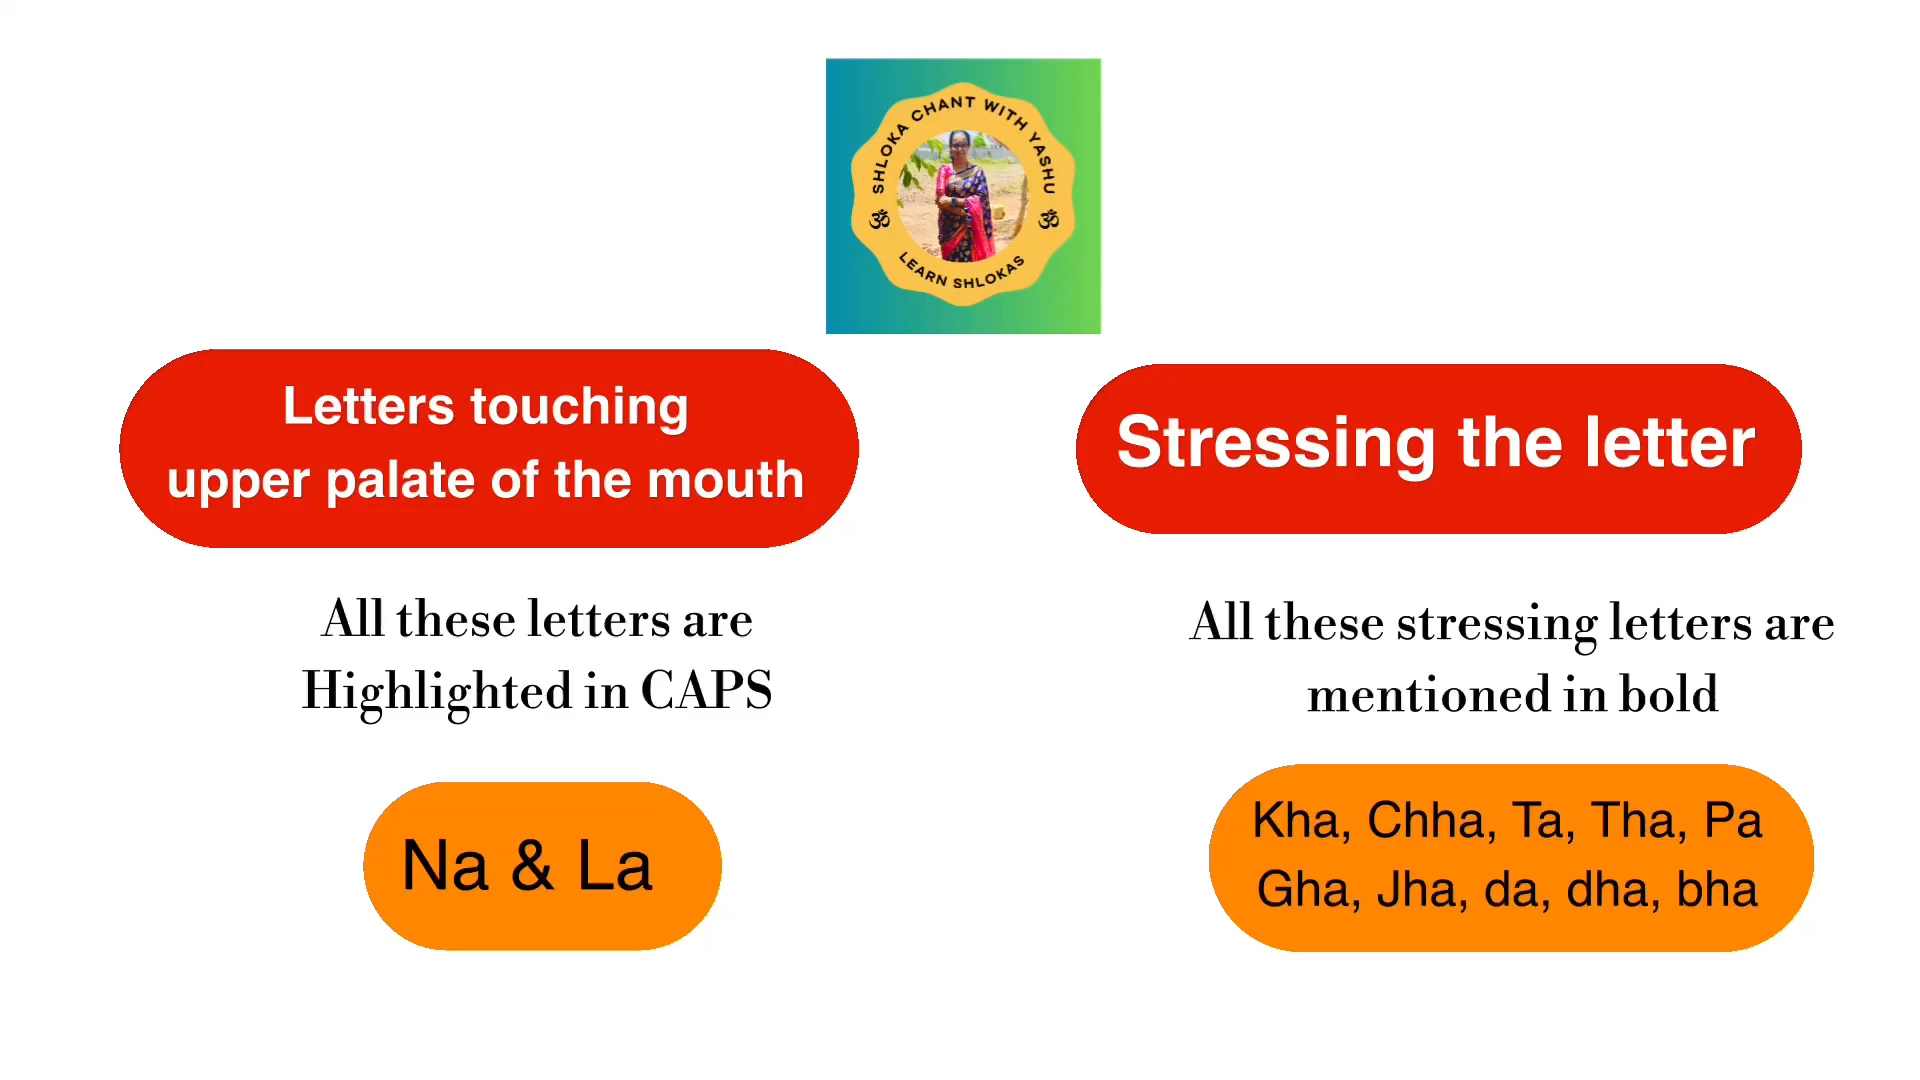 SHLOKA CHANT WITH YASHU
ॐ ॐ
LEARN SHLOKAS
Letters touching
upper palate of the mouth
All these letters are
Highlighted in CAPS
Na & La
Stressing the letter
All these stressing letters are
mentioned in bold
Kha, Chha, Ta, Tha, Pa
Gha, Jha, da, dha, bha